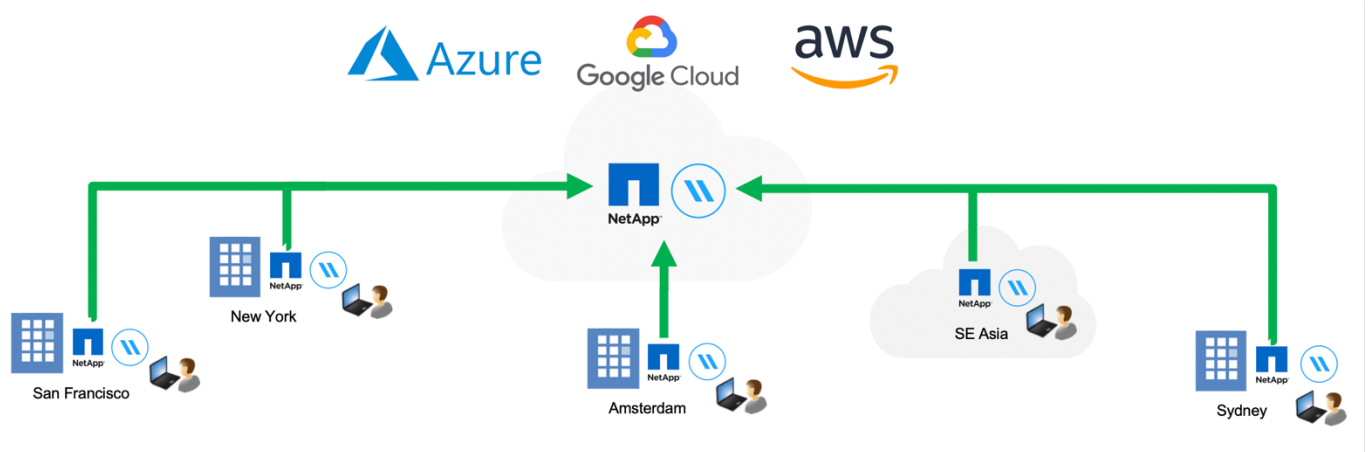 Azure
Google Cloud
aws
NetApp
NetApp
New York
NetApp
San Francisco
NetApp
Amsterdam
NetApp
SE Asia
NetApp
Sydney